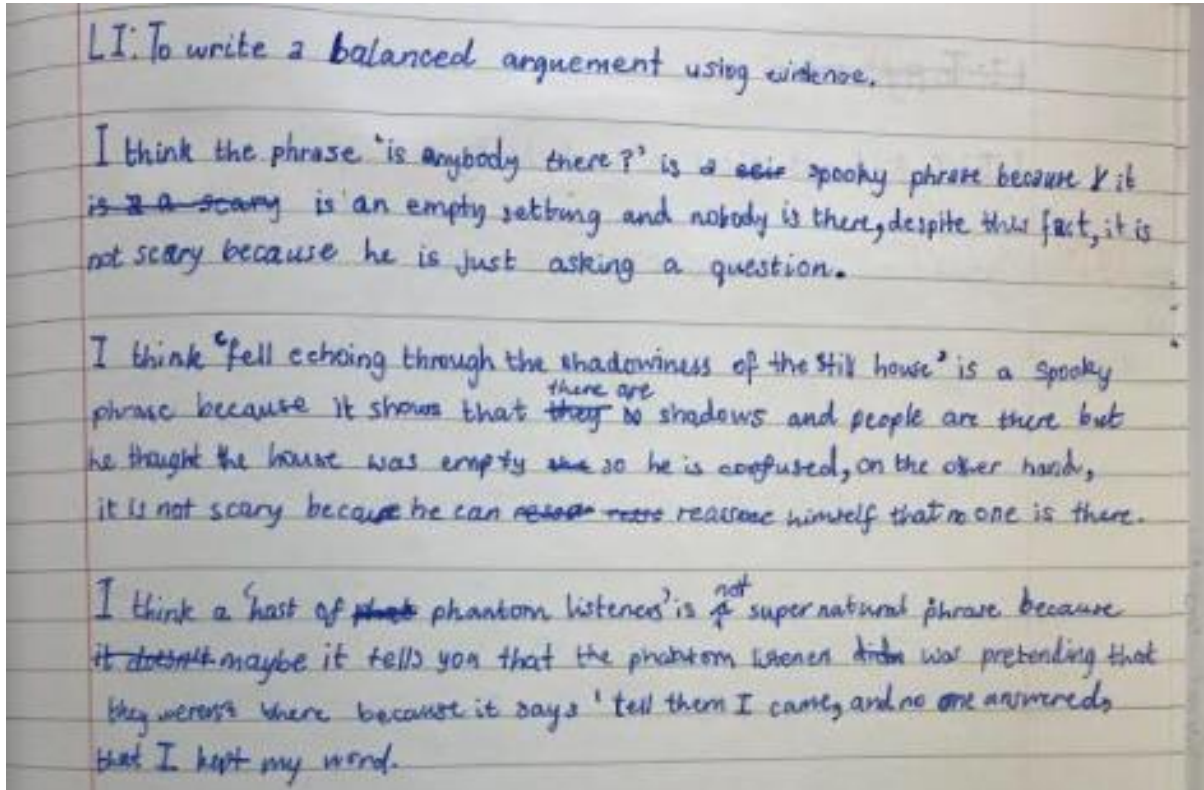 LI: To write a balanced arguement using evidence.
I think the phrase 'is anybody there?' is a spooky phrase because it
is a scary is an empty setting and nobody is there, despite this fact, it is
not scary because he is just asking a question.
I think 'fell echoing through the shadowiness of the still house' is a spooky
there are
phrase because it shows that they shadows and people are there but
he thought the house was empty so he is confused, on the other hand,
it is not scary because he can himself that no one is there.
not
I think a 'host of phantom listeners' is supernatural phrase because
it doesn't maybe it tells you that the phantom listener was pretending that
they weren't there because it says 'tell them I came, and no one answered,
that I kept my word.